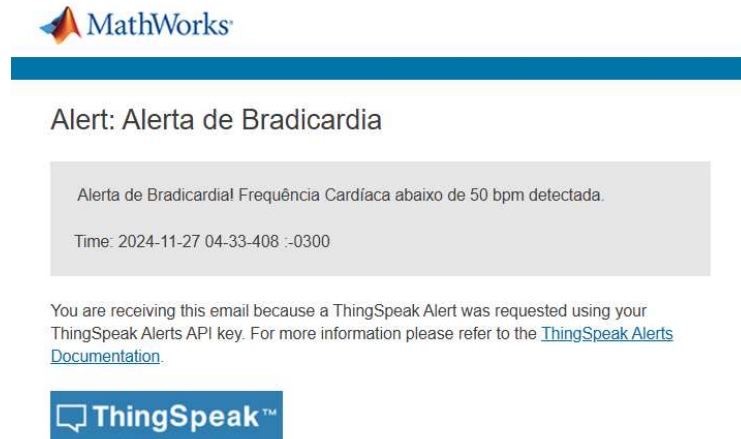 MathWorks®
Alert: Alerta de Bradicardia
Alerta de Bradicardia! Frequência Cardíaca abaixo de 50 bpm detectada.
Time: 2024-11-27 04-33-408 :-0300
You are receiving this email because a ThingSpeak Alert was requested using your
ThingSpeak Alerts API key. For more information please refer to the ThingSpeak Alerts
Documentation.
ThingSpeak™